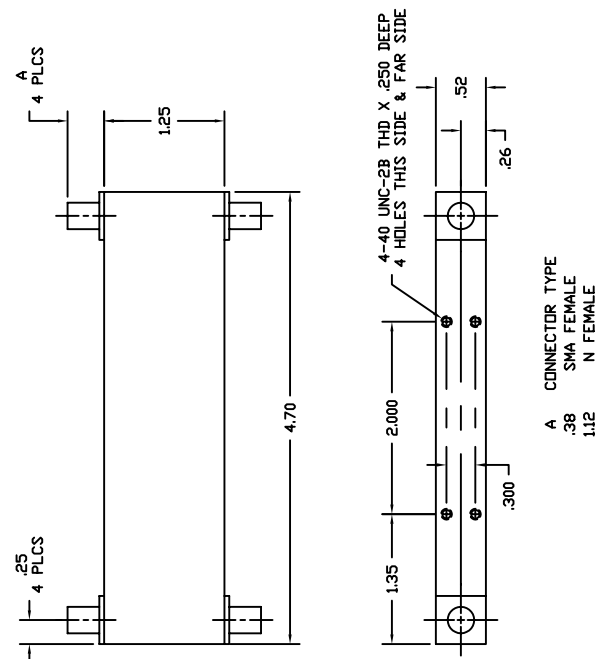 A
4 PLCS
1.25
.25
4 PLCS
4.70
4-40 UNC-2B THD X .250 DEEP
4 HOLES THIS SIDE & FAR SIDE
.52
.26
2.000
1.35
.300
A CONNECTOR TYPE
.38 SMA FEMALE
1.12 N FEMALE